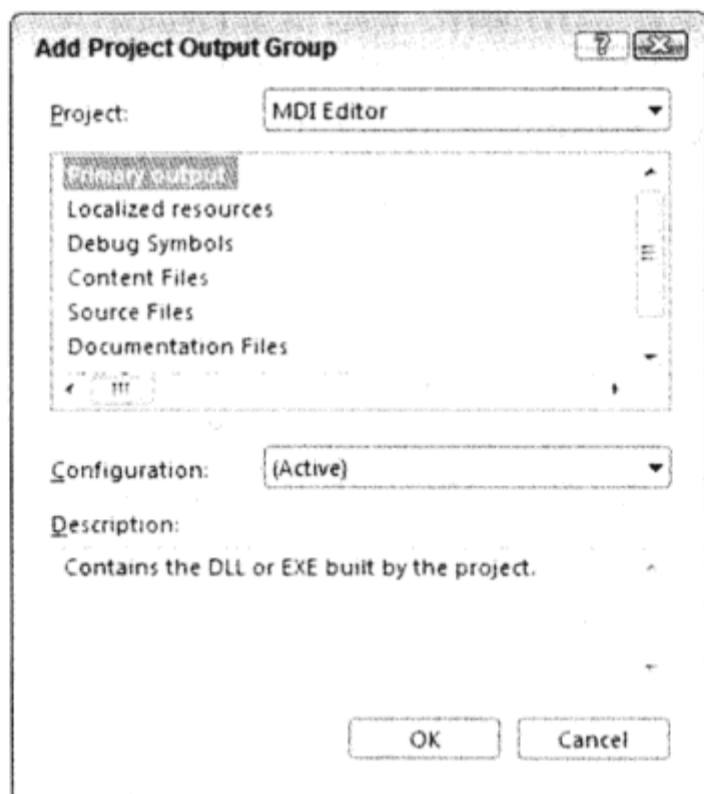 Add Project Output Group
Project: MDI Editor
Primary output
Localized resources
Debug Symbols
Content Files
Source Files
Documentation Files
Configuration: (Active)
Description:
Contains the DLL or EXE built by the project.
OK Cancel